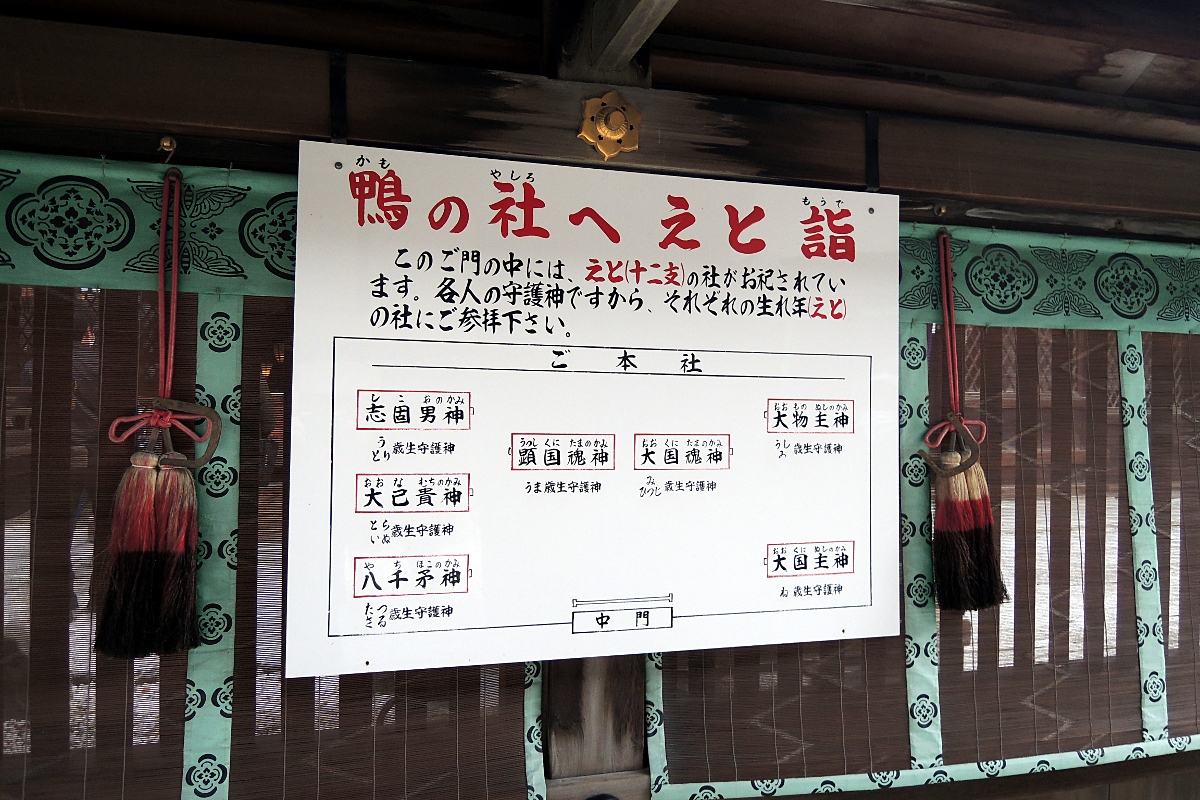 かも やしろ もうで
鴨の社へえと詣
このご門の中には、えと(十二支)の社がお祀されてい
ます。各人の守護神ですから、それぞれの生れ年(えと)
の社にご参拝下さい。
ご本社
しこおのかみ
志固男神
うとり歳生守護神
おおなむちのかみ
大己貴神
とらいぬ歳生守護神
やちほこのかみ
八千矛神
たつさる歳生守護神
うつしくにたまのかみ
顕国魂神
うま歳生守護神
おおくにたまのかみ
大国魂神
みひつじ歳生守護神
おおものぬしのかみ
大物主神
うしゐ歳生守護神
おおくにぬしのかみ
大国主神
ね歳生守護神
中門